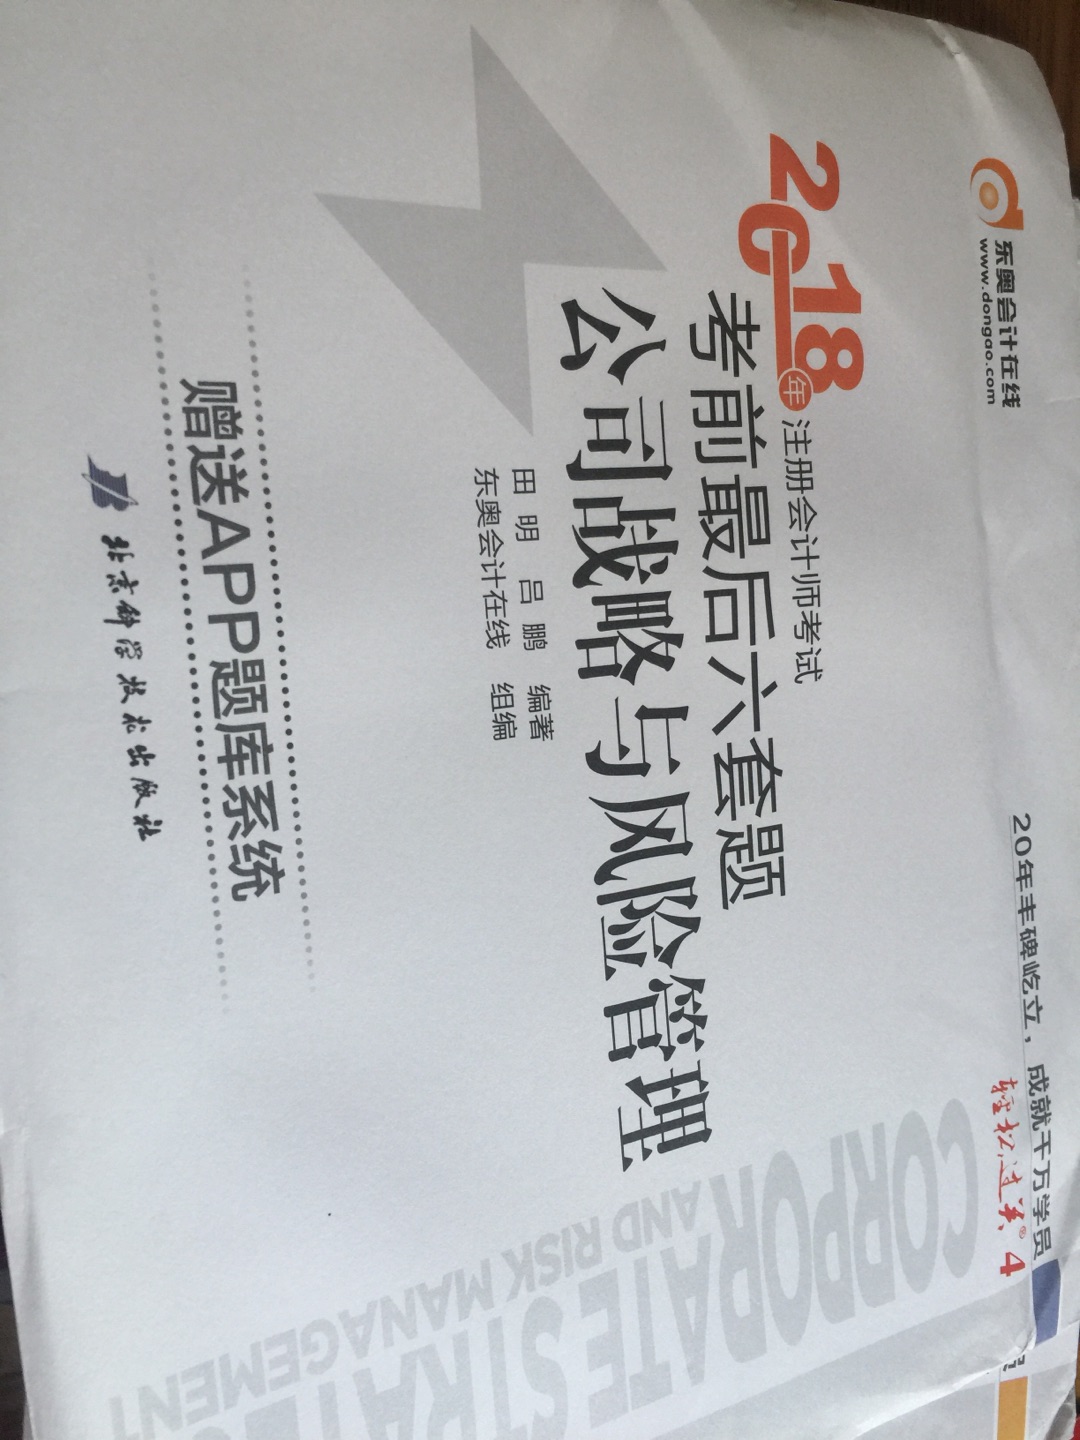 东奥会计在线
www.dongao.com
20年丰碑屹立，成就千万学员
轻松过关® 4
2018年 注册会计师考试
考前最后六套题
公司战略与风险管理
田明 吕鹏 编著
东奥会计在线 组编
赠送APP题库系统
北京科学技术出版社
CORPORATE STRATE
AND RISK MANAGEMENT